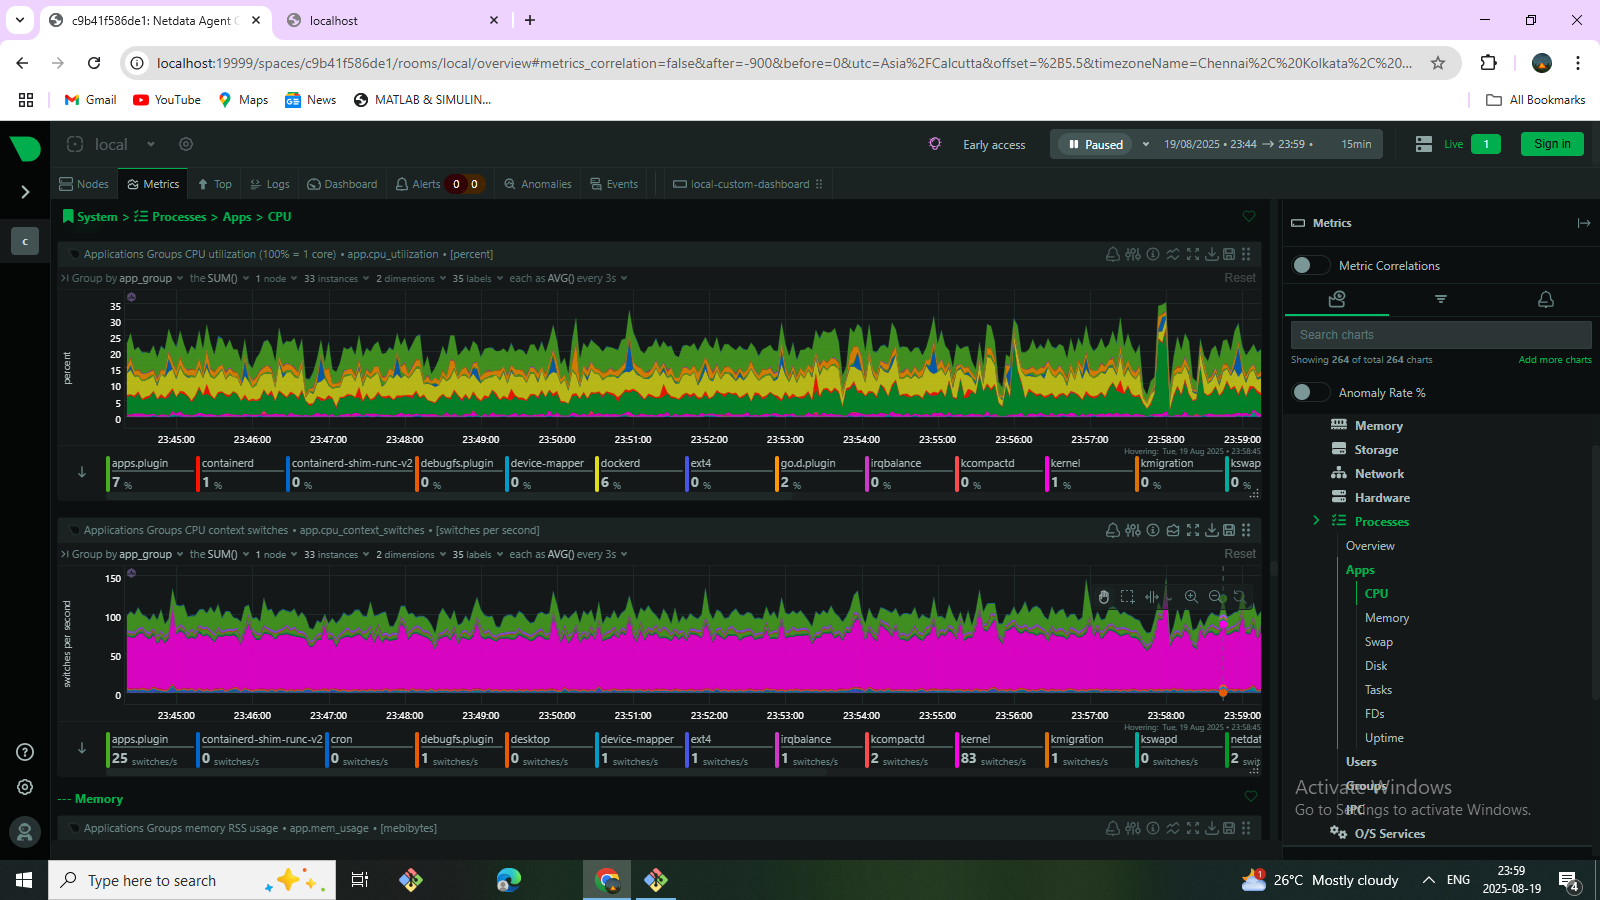 c9b41f586de1: Netdata Agent C
localhost
localhost:19999/spaces/c9b41f586de1/rooms/local/overview#metrics_correlation=false&after=-900&before=0&utc=Asia%2FCalcutta&offset=%2B5.5&timezoneName=Chennai%2C%20Kolkata%2C%20...
Gmail YouTube Maps News MATLAB & SIMULIN... All Bookmarks
local Early access Paused 19/08/2025 • 23:44 → 23:59 • 15min Live 1 Sign in
Nodes Metrics Top Logs Dashboard Alerts 0 0 Anomalies Events local-custom-dashboard
c
System > Processes > Apps > CPU
Applications Groups CPU utilization (100% = 1 core) • app.cpu_utilization • [percent]
Group by app_group the SUM() 1 node 33 instances 2 dimensions 35 labels each as AVG() every 3s Reset
percent
35
30
25
20
15
10
5
0
23:45:00 23:46:00 23:47:00 23:48:00 23:49:00 23:50:00 23:51:00 23:52:00 23:53:00 23:54:00 23:55:00 23:56:00 23:57:00 23:58:00 23:59:00
Hovering: Tue, 19 Aug 2025 • 23:58:45
apps.plugin containerd containerd-shim-runc-v2 debugfs.plugin device-mapper dockerd ext4 go.d.plugin irqbalance kcompactd kernel kmigration kswap
7 % 1 % 0 % 0 % 0 % 6 % 0 % 2 % 0 % 0 % 1 % 0 % 0 %
Applications Groups CPU context switches • app.cpu_context_switches • [switches per second]
Group by app_group the SUM() 1 node 33 instances 2 dimensions 35 labels each as AVG() every 3s Reset
switches per second
150
100
50
0
23:45:00 23:46:00 23:47:00 23:48:00 23:49:00 23:50:00 23:51:00 23:52:00 23:53:00 23:54:00 23:55:00 23:56:00 23:57:00 23:58:00 23:59:00
Hovering: Tue, 19 Aug 2025 • 23:58:45
apps.plugin containerd-shim-runc-v2 cron debugfs.plugin desktop device-mapper ext4 irqbalance kcompactd kernel kmigration kswapd netdat
25 switches/s 0 switches/s 0 switches/s 1 switches/s 0 switches/s 1 switches/s 1 switches/s 1 switches/s 2 switches/s 83 switches/s 1 switches/s 0 switches/s 2 swit
--- Memory
Applications Groups memory RSS usage • app.mem_usage • [mebibytes]
Metrics
Metric Correlations
Search charts
Showing 264 of total 264 charts Add more charts
Anomaly Rate %
Memory
Storage
Network
Hardware
Processes
Overview
Apps
CPU
Memory
Swap
Disk
Tasks
FDs
Uptime
Users
Groups
IPC
O/S Services
Activate Windows
Go to Settings to activate Windows.
Type here to search
1 26°C Mostly cloudy ENG 23:59
2025-08-19 4